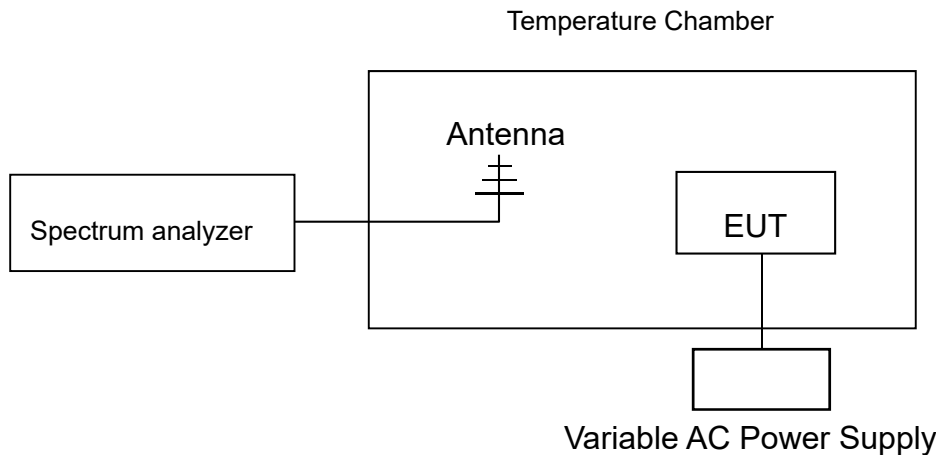 Temperature Chamber
Antenna
Spectrum analyzer
EUT
Variable AC Power Supply